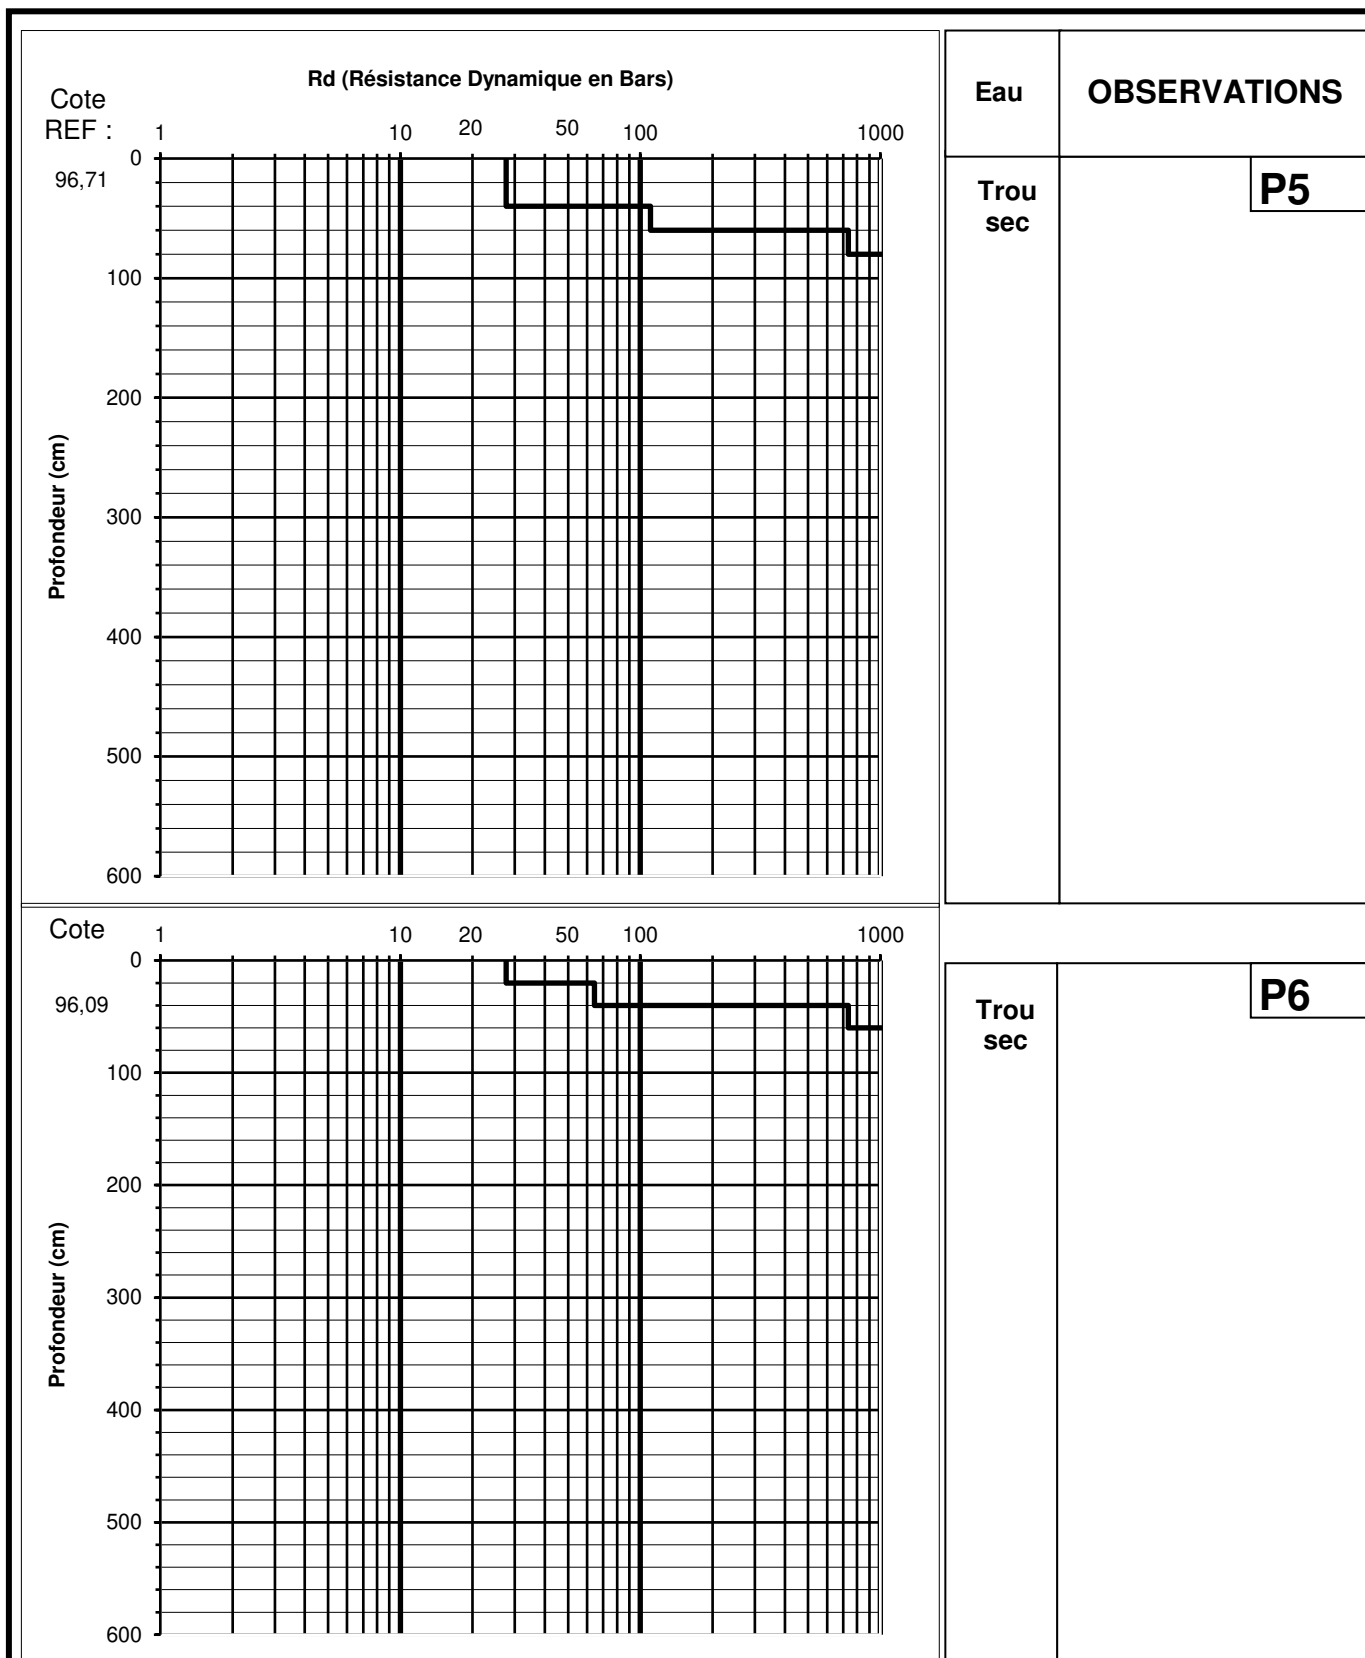 Rd (Résistance Dynamique en Bars)
Cote
REF :
1 10 20 50 100 1000
96,71
0
100
200
300
400
500
600
Profondeur (cm)
Eau
OBSERVATIONS
Trou
sec
P5
Cote
1 10 20 50 100 1000
96,09
0
100
200
300
400
500
600
Profondeur (cm)
Trou
sec
P6